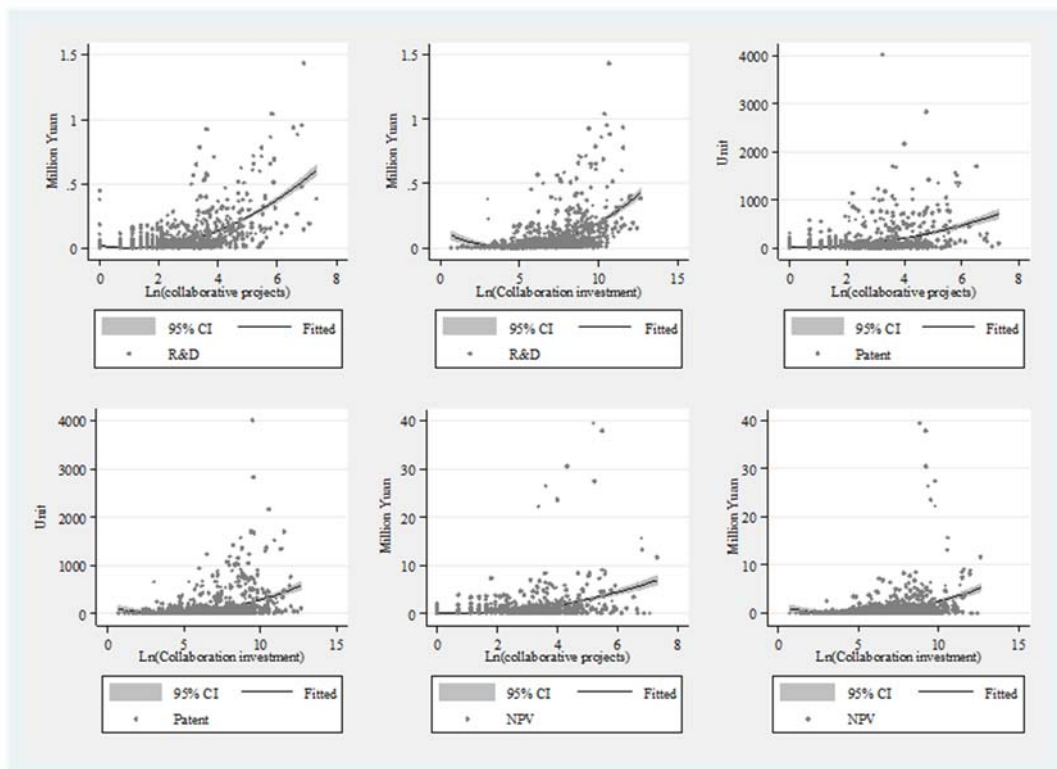 1.5
1
.5
0
Million Yuan
0 2 4 6 8
Ln(collaborative projects)
95% CI Fitted
R&D
1.5
1
.5
0
Million Yuan
0 5 10 15
Ln(Collaboration investment)
95% CI Fitted
R&D
4000
3000
2000
1000
0
Unit
0 2 4 6 8
Ln(collaborative projects)
95% CI Fitted
Patent
4000
3000
2000
1000
0
Unit
0 5 10 15
Ln(Collaboration investment)
95% CI Fitted
Patent
40
30
20
10
0
Million Yuan
0 2 4 6 8
Ln(collaborative projects)
95% CI Fitted
NPV
40
30
20
10
0
Million Yuan
0 5 10 15
Ln(Collaboration investment)
95% CI Fitted
NPV